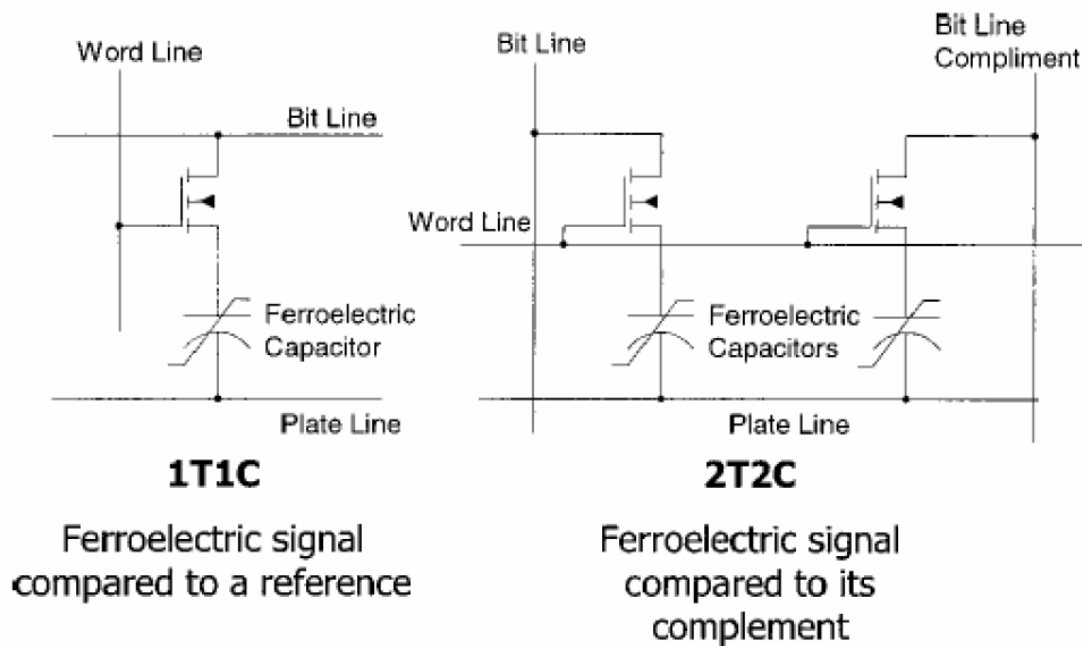 Word Line
Bit Line
Ferroelectric
Capacitor
Plate Line
1T1C
Ferroelectric signal
compared to a reference
Bit Line
Bit Line
Compliment
Word Line
Ferroelectric
Capacitors
Plate Line
2T2C
Ferroelectric signal
compared to its
complement